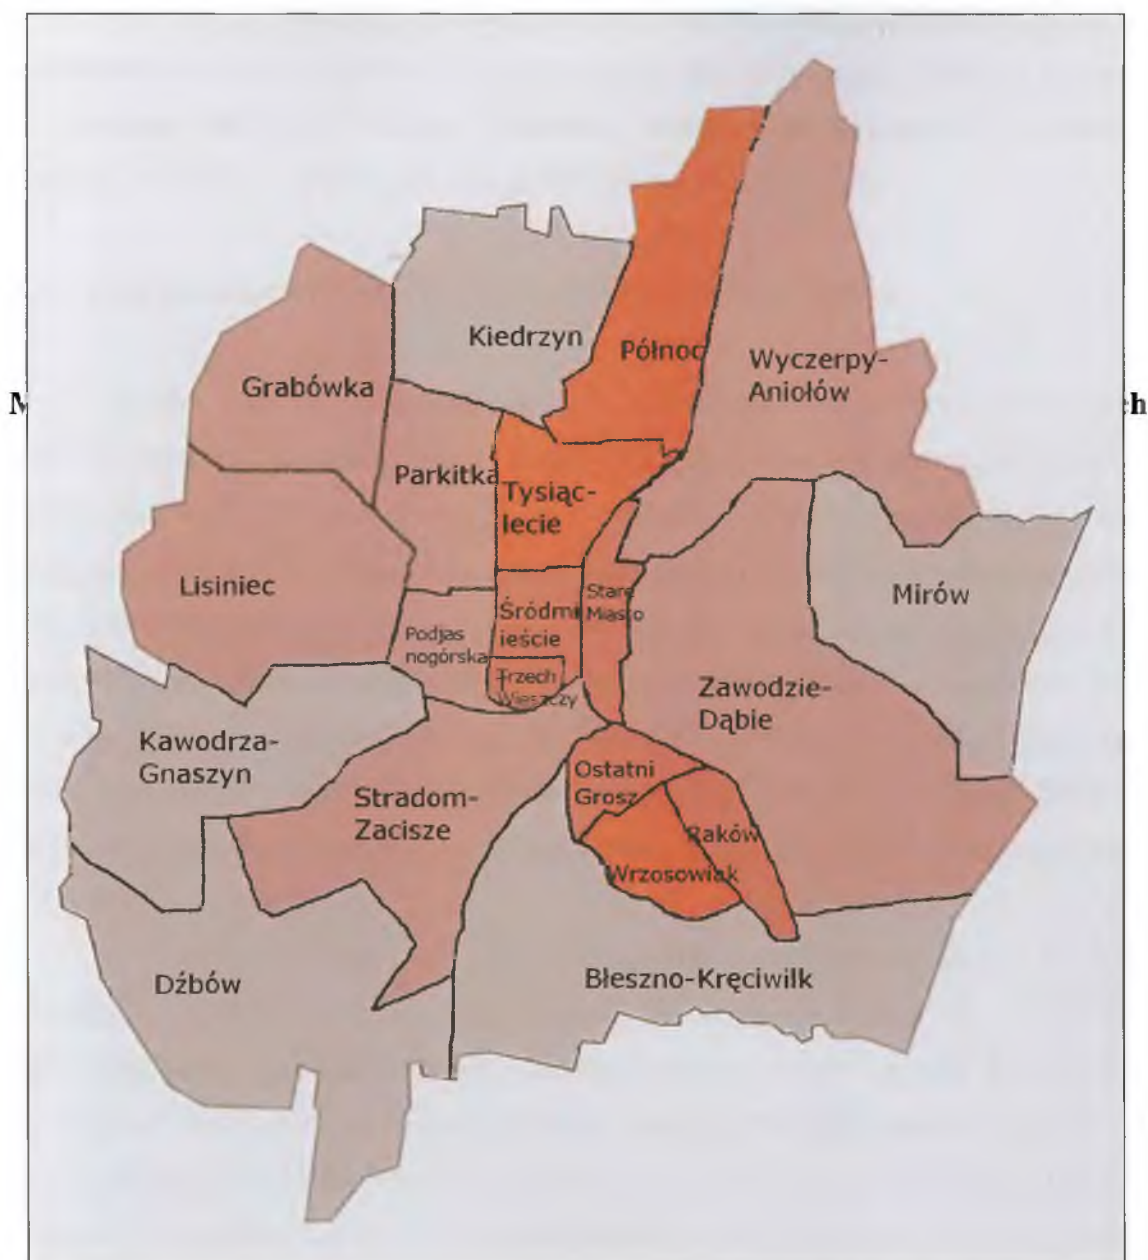 Kiedrzyn
Północ
Wyczerpy-
Aniołów
Grabówka
M
ch
Parkitka
Tysiąc-
lecie
Lisiniec
Stare
Miasto
Mirów
Śródm
ieście
Podjas
nogórska
Trzech
Wieszczy
Zawodzie-
Dąbie
Kawodrza-
Gnaszyn
Ostatni
Grosz
Stradom-
Zacisze
Raków
Wrzosowiak
Dźbów
Błeszno-Kręciwilk